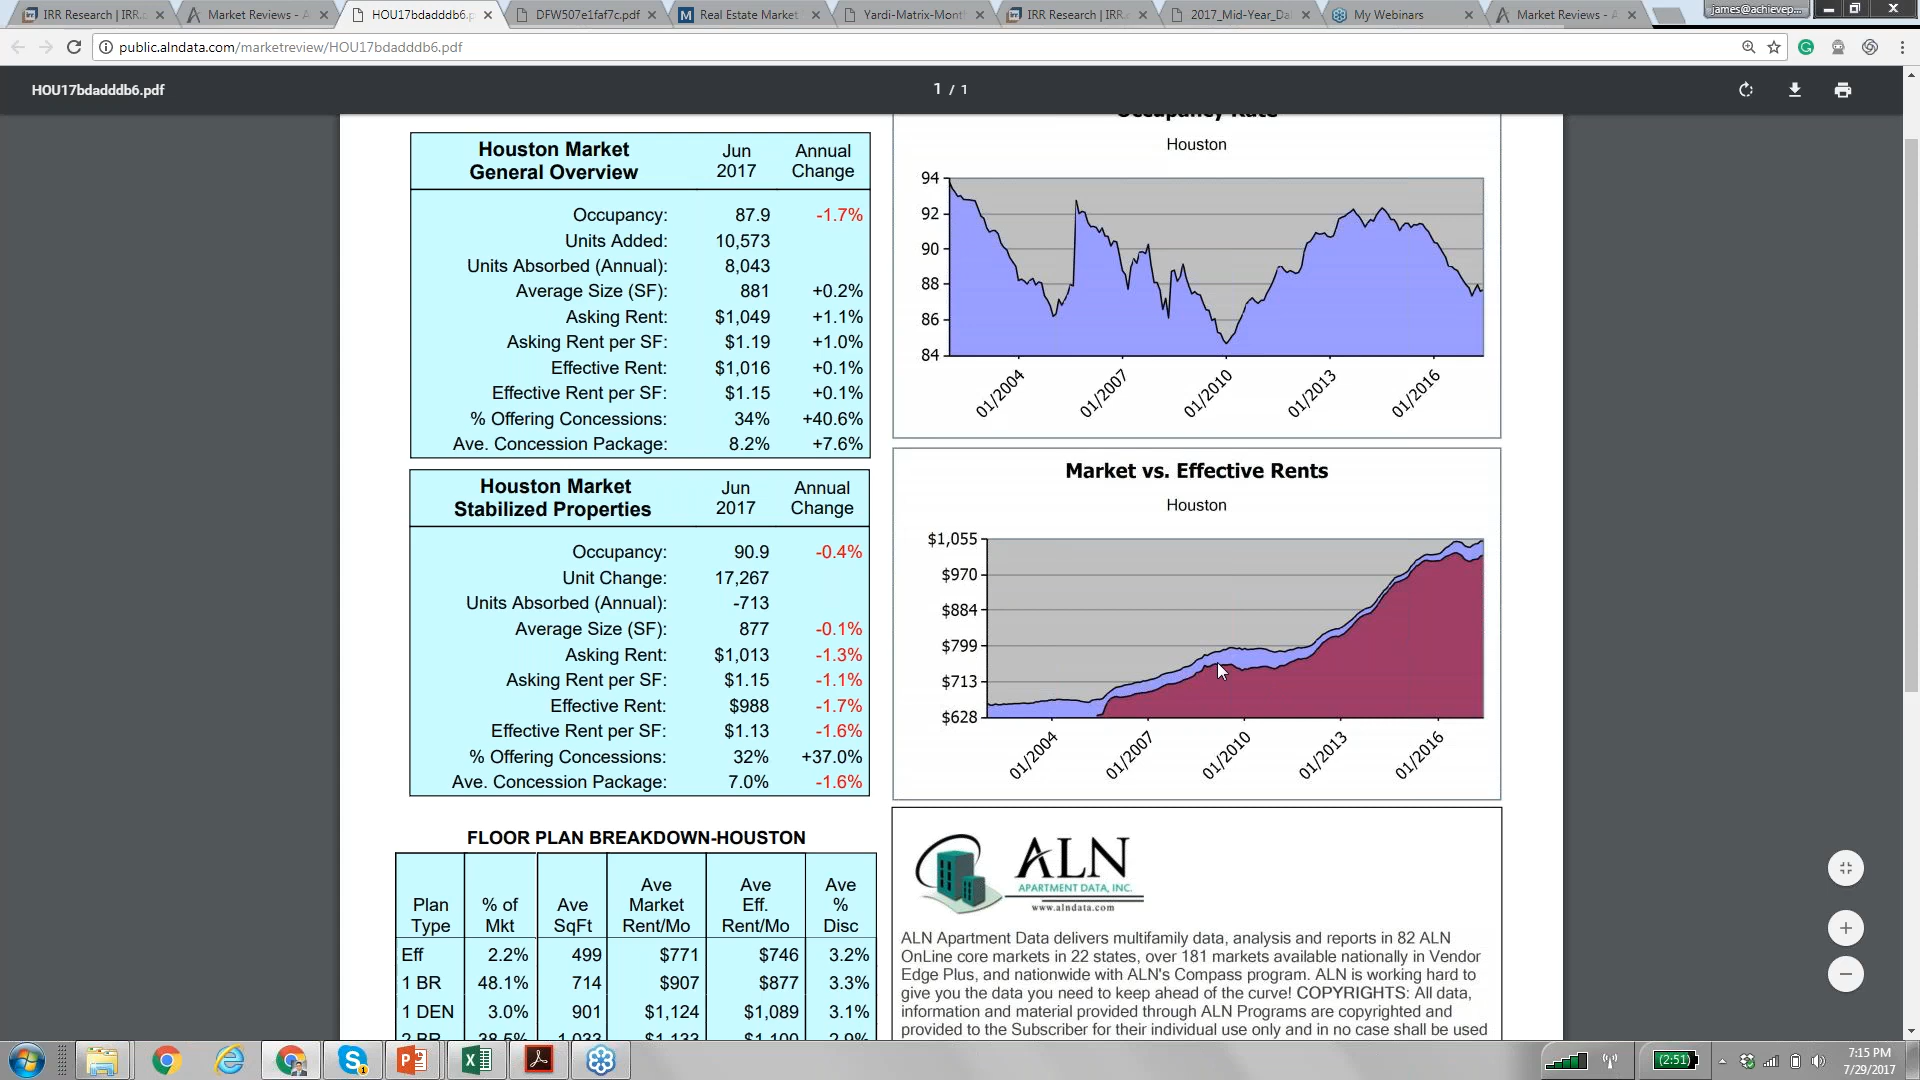 IRR Research | IRR.c
Market Reviews - A
HOU17bdadddb6.p
DFW507e1faf7c.pdf
Real Estate Market
Yardi-Matrix-Mont
IRR Research | IRR.
2017_Mid-Year_Da
My Webinars
Market Reviews - A
james@achievep...
public.alndata.com/marketreview/HOU17bdadddb6.pdf
HOU17bdadddb6.pdf
1 / 1
Houston Market General Overview
Jun 2017
Annual Change
Occupancy: 87.9 -1.7%
Units Added: 10,573
Units Absorbed (Annual): 8,043
Average Size (SF): 881 +0.2%
Asking Rent: $1,049 +1.1%
Asking Rent per SF: $1.19 +1.0%
Effective Rent: $1,016 +0.1%
Effective Rent per SF: $1.15 +0.1%
% Offering Concessions: 34% +40.6%
Ave. Concession Package: 8.2% +7.6%
Houston Market Stabilized Properties
Jun 2017
Annual Change
Occupancy: 90.9 -0.4%
Unit Change: 17,267
Units Absorbed (Annual): -713
Average Size (SF): 877 -0.1%
Asking Rent: $1,013 -1.3%
Asking Rent per SF: $1.15 -1.1%
Effective Rent: $988 -1.7%
Effective Rent per SF: $1.13 -1.6%
% Offering Concessions: 32% +37.0%
Ave. Concession Package: 7.0% -1.6%
FLOOR PLAN BREAKDOWN-HOUSTON
Plan Type
% of Mkt
Ave SqFt
Ave Market Rent/Mo
Ave Eff. Rent/Mo
Ave % Disc
Eff 2.2% 499 $771 $746 3.2%
1 BR 48.1% 714 $907 $877 3.3%
1 DEN 3.0% 901 $1,124 $1,089 3.1%
2 BR 38.5% 1,033 $1,133 $1,100 2.9%
Occupancy Rate
Houston
94
92
90
88
86
84
01/2004
01/2007
01/2010
01/2013
01/2016
Market vs. Effective Rents
Houston
$1,055
$970
$884
$799
$713
$628
01/2004
01/2007
01/2010
01/2013
01/2016
ALN
APARTMENT DATA, INC.
www.alndata.com
ALN Apartment Data delivers multifamily data, analysis and reports in 82 ALN
OnLine core markets in 22 states, over 181 markets available nationally in Vendor
Edge Plus, and nationwide with ALN's Compass program. ALN is working hard to
give you the data you need to keep ahead of the curve! COPYRIGHTS: All data,
information and material provided through ALN Programs are copyrighted and
provided to the Subscriber for their individual use only and in no case shall be used
(2:51)
7:15 PM
7/29/2017